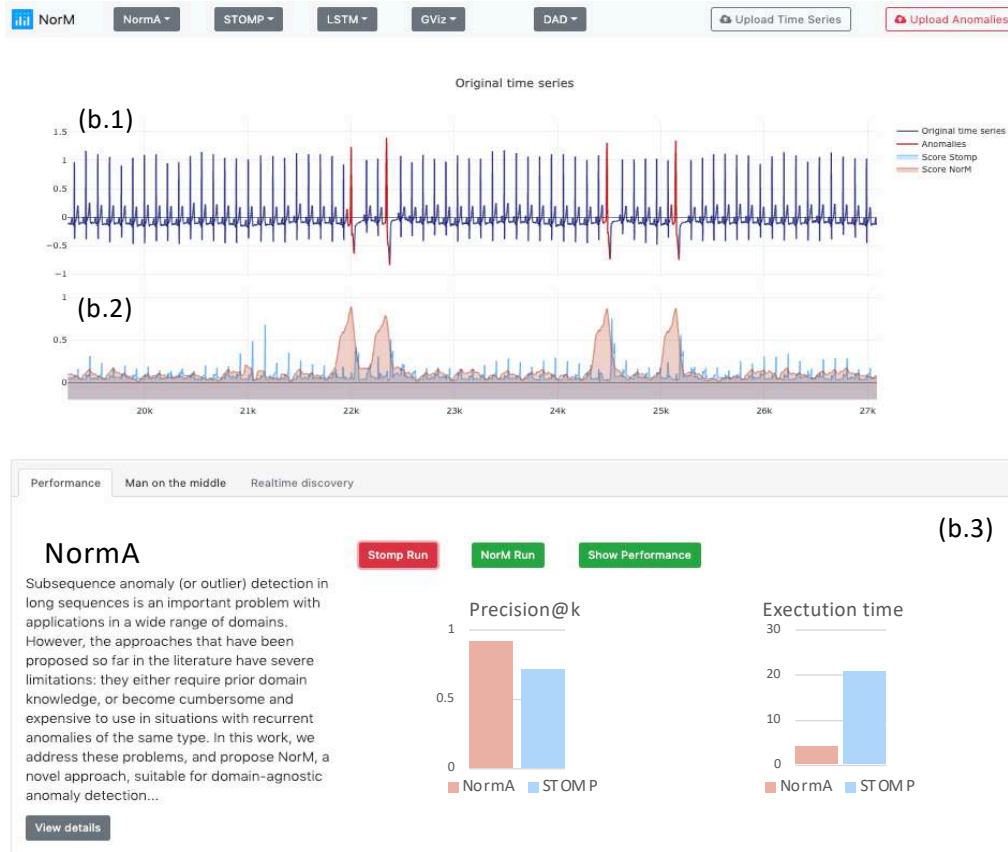 NorM NormA STOMP LSTM GViz DAD Upload Time Series Upload Anomalies
Original time series
(b.1)
1.5
1
0.5
0
−0.5
−1
Original time series
Anomalies
Score Stomp
Score NorM
(b.2)
1
0.5
0
20k 21k 22k 23k 24k 25k 26k 27k
Performance Man on the middle Realtime discovery
(b.3)
NormA
Subsequence anomaly (or outlier) detection in
long sequences is an important problem with
applications in a wide range of domains.
However, the approaches that have been
proposed so far in the literature have severe
limitations: they either require prior domain
knowledge, or become cumbersome and
expensive to use in situations with recurrent
anomalies of the same type. In this work, we
address these problems, and propose NorM, a
novel approach, suitable for domain-agnostic
anomaly detection...
View details
Stomp Run NorM Run Show Performance
Precision@k
1
0.5
0
NormA STOMP
Exectution time
30
20
10
0
NormA STOMP